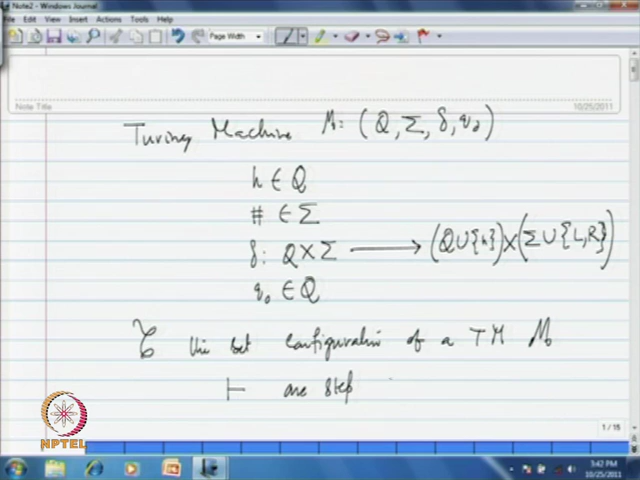 Note2 - Windows Journal
File Edit View Insert Actions Tools Help
Page Width
Note Title
10/25/2011
Turing Machine M: (Q, Σ, δ, q₀)
h ∈ Q
# ∈ Σ
δ: Q X Σ ⟶ (Q∪{h}) X (Σ∪{L,R})
q₀ ∈ Q
the set configuration of a TM M
⊢ one step
NPTEL
1 / 15
3:42 PM
10/25/2011